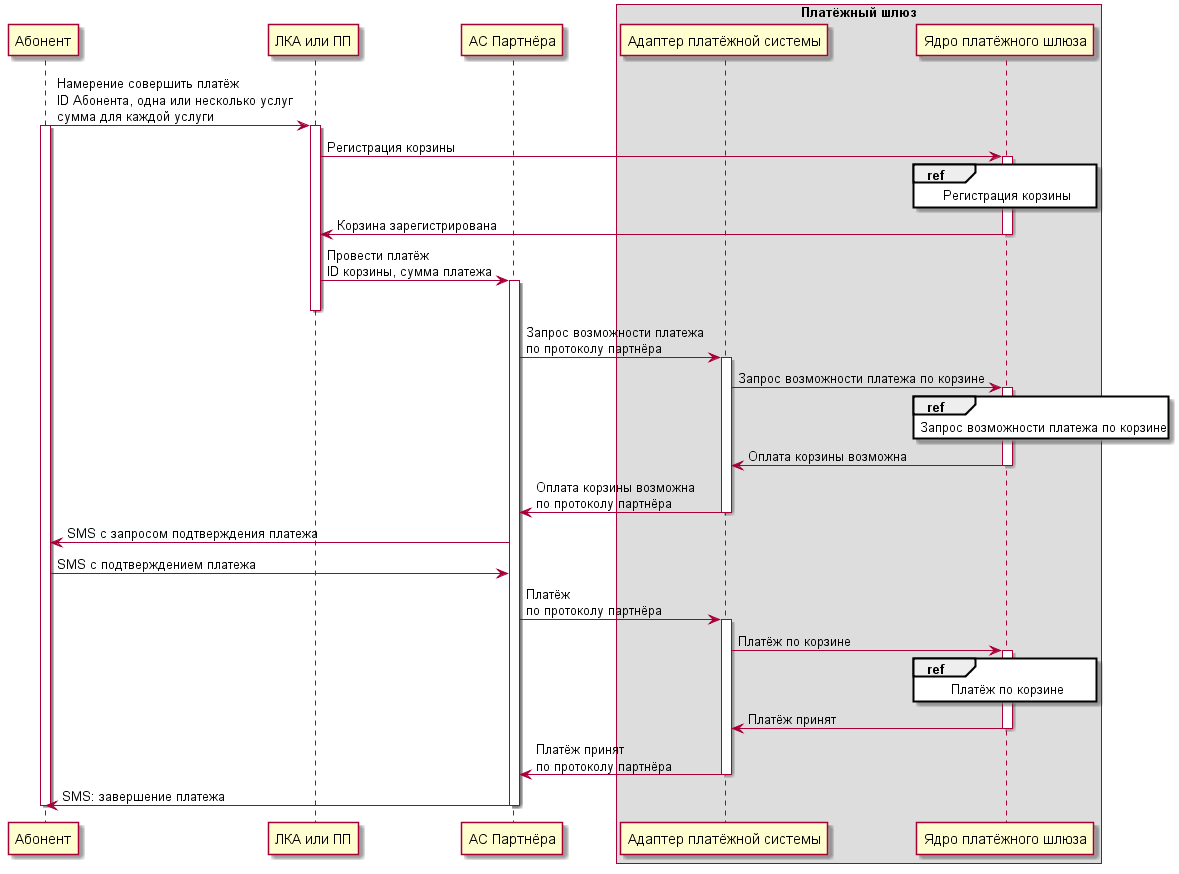 Платёжный шлюз
Абонент
ЛКА или ПП
АС Партнёра
Адаптер платёжной системы
Ядро платёжного шлюза
Намерение совершить платёж
ID Абонента, одна или несколько услуг
сумма для каждой услуги
Регистрация корзины
ref
Регистрация корзины
Корзина зарегистрирована
Провести платёж
ID корзины, сумма платежа
Запрос возможности платежа
по протоколу партнёра
Запрос возможности платежа по корзине
ref
Запрос возможности платежа по корзине
Оплата корзины возможна
Оплата корзины возможна
по протоколу партнёра
SMS с запросом подтверждения платежа
SMS с подтверждением платежа
Платёж
по протоколу партнёра
Платёж по корзине
ref
Платёж по корзине
Платёж принят
Платёж принят
по протоколу партнёра
SMS: завершение платежа
Абонент
ЛКА или ПП
АС Партнёра
Адаптер платёжной системы
Ядро платёжного шлюза